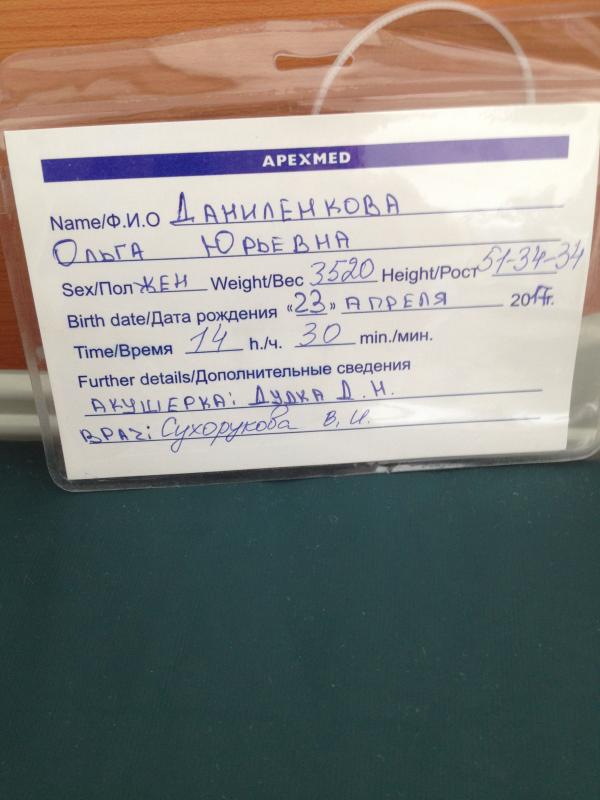 APEXMED
Name/Ф.И.О ДАНИЛЕНКОВА
ОЛЬГА ЮРЬЕВНА
Sex/Пол ЖЕН Weight/Вес 3520 Height/Рост 51-34-34
Birth date/Дата рождения «23» АПРЕЛЯ 2017г.
Time/Время 14 h./ч. 30 min./мин.
Further details/Дополнительные сведения
АКУШЕРКА: ДУДКА Д.Н.
ВРАЧ: Сухорукова В.И.